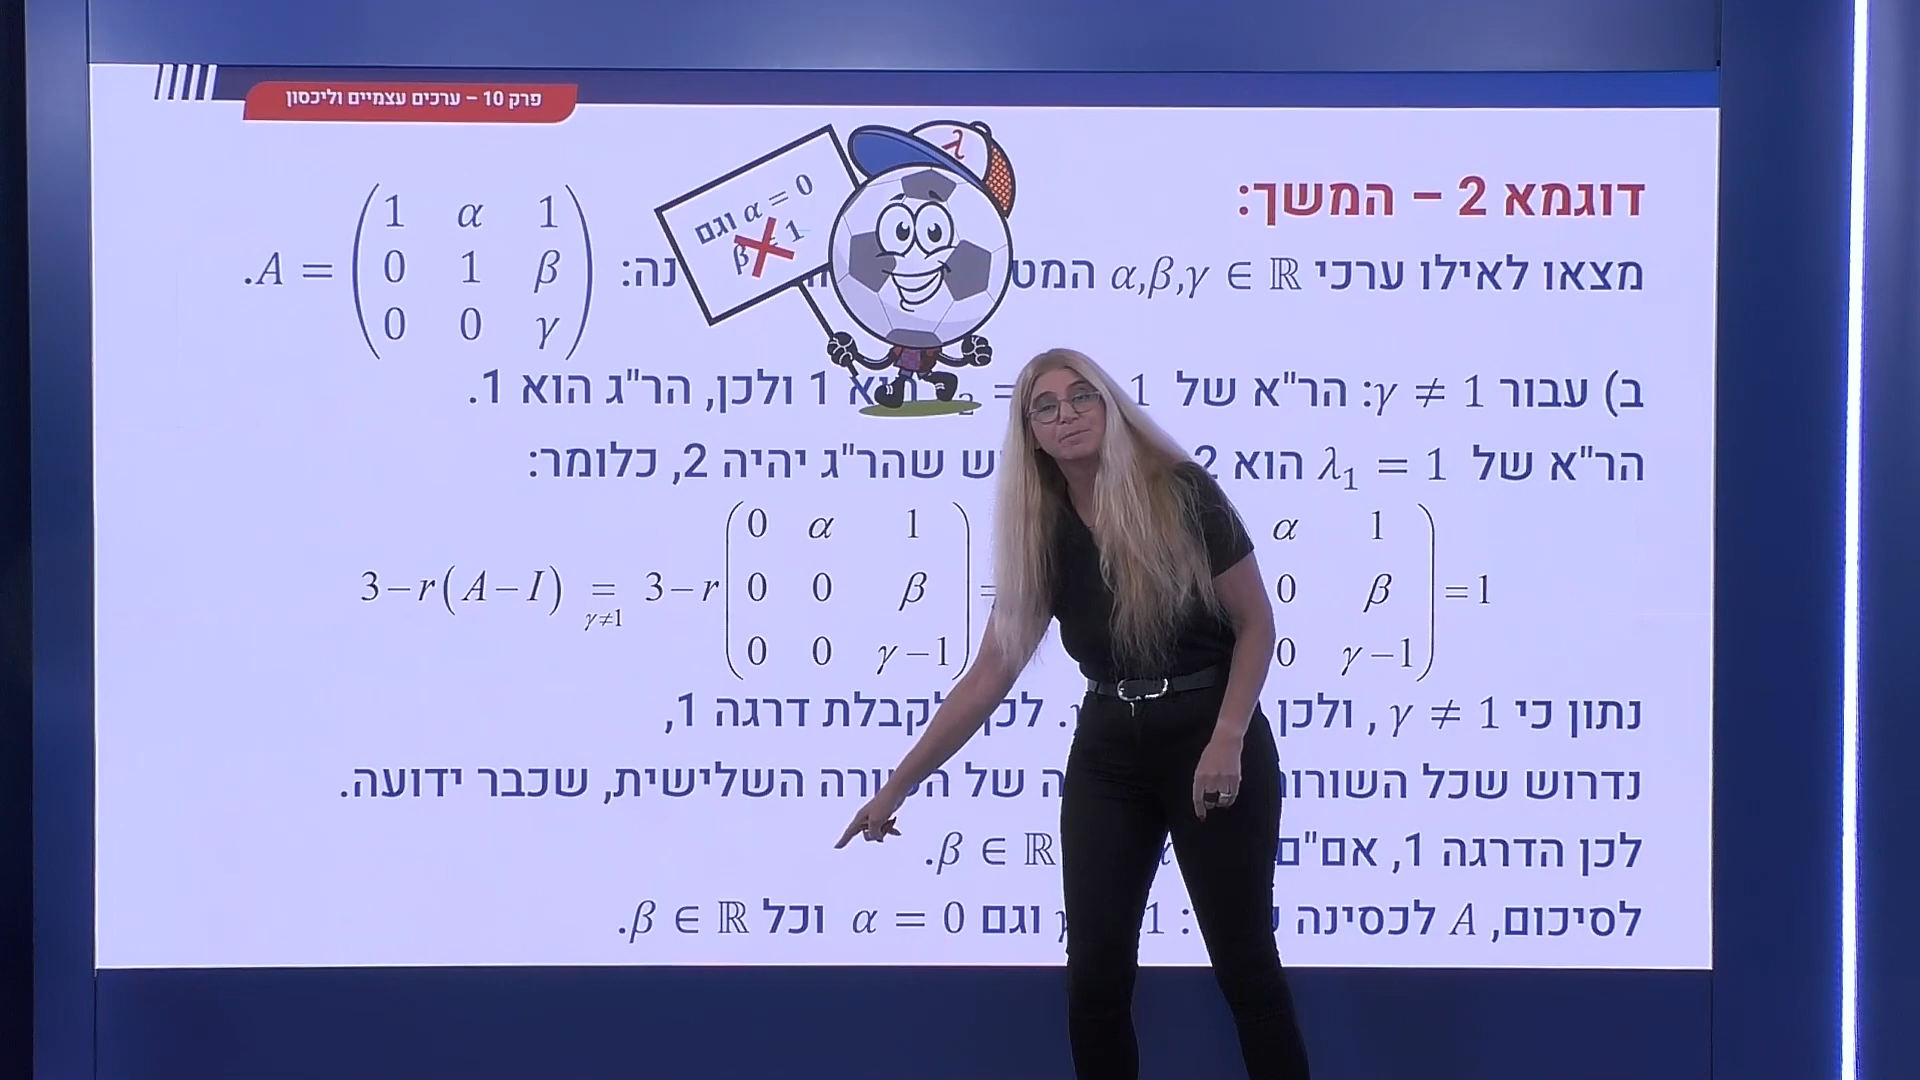 פרק 10 – ערכים עצמיים וליכסון
דוגמא 2 – המשך:
מצאו לאילו ערכי α,β,γ ∈ ℝ המט נה: A = (1 α 1
0 1 β
0 0 γ).
α = 0 וגם
β 1
λ
ב) עבור γ ≠ 1: הר"א של 1 = 2 הוא 1 ולכן, הר"ג הוא 1.
הר"א של λ₁ = 1 הוא 2 ש שהר"ג יהיה 2, כלומר:
3−r(A−I) = 3−r(0 α 1 = α 1
γ≠1 0 0 β 0 β = 1
0 0 γ−1) 0 γ−1)
נתון כי γ ≠ 1, ולכן . לכן לקבלת דרגה 1,
נדרוש שכל השורו ה של השורה השלישית, שכבר ידועה.
לכן הדרגה 1, אם"ם β ∈ ℝ.
לסיכום, A לכסינה : 1 וגם α = 0 וכל β ∈ ℝ.